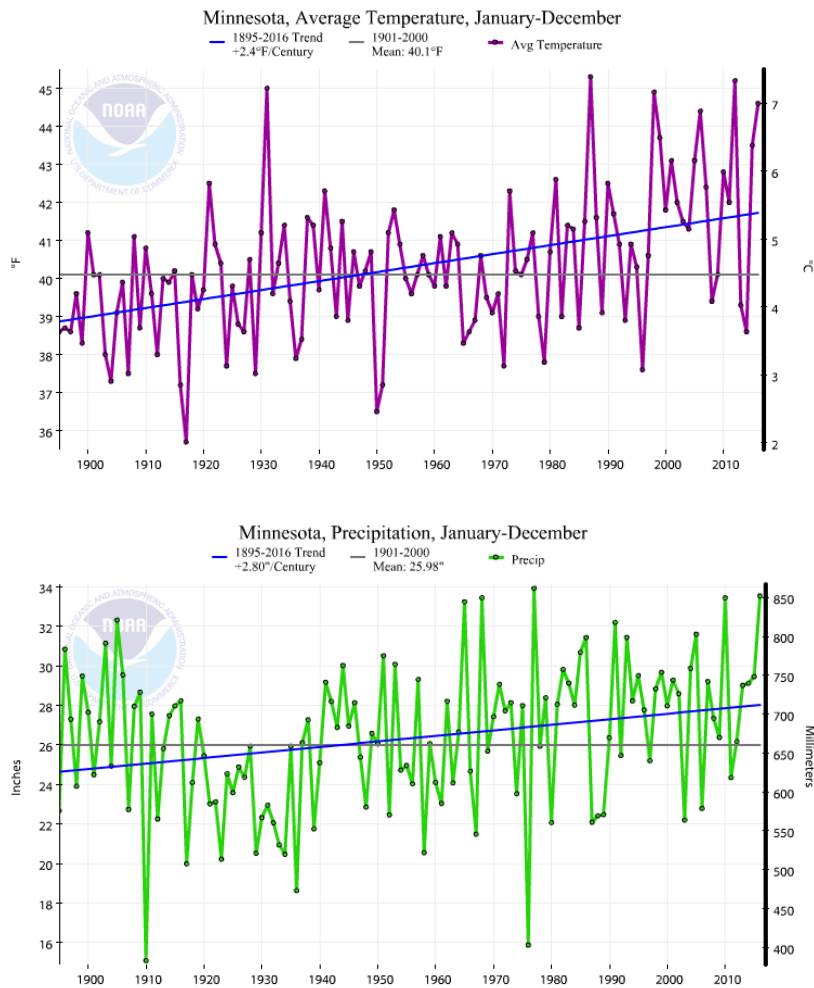 Minnesota, Average Temperature, January-December
1895-2016 Trend
+2.4°F/Century
1901-2000
Mean: 40.1°F
Avg Temperature
45
44
43
42
41
40
39
38
37
36
°F
7
6
5
4
3
2
°C
NATIONAL OCEANIC AND ATMOSPHERIC ADMINISTRATION
NOAA
U.S. DEPARTMENT OF COMMERCE
1900 1910 1920 1930 1940 1950 1960 1970 1980 1990 2000 2010
Minnesota, Precipitation, January-December
1895-2016 Trend
+2.80"/Century
1901-2000
Mean: 25.98"
Precip
34
32
30
28
26
24
22
20
18
16
Inches
850
800
750
700
650
600
550
500
450
400
Millimeters
NOAA
1900 1910 1920 1930 1940 1950 1960 1970 1980 1990 2000 2010